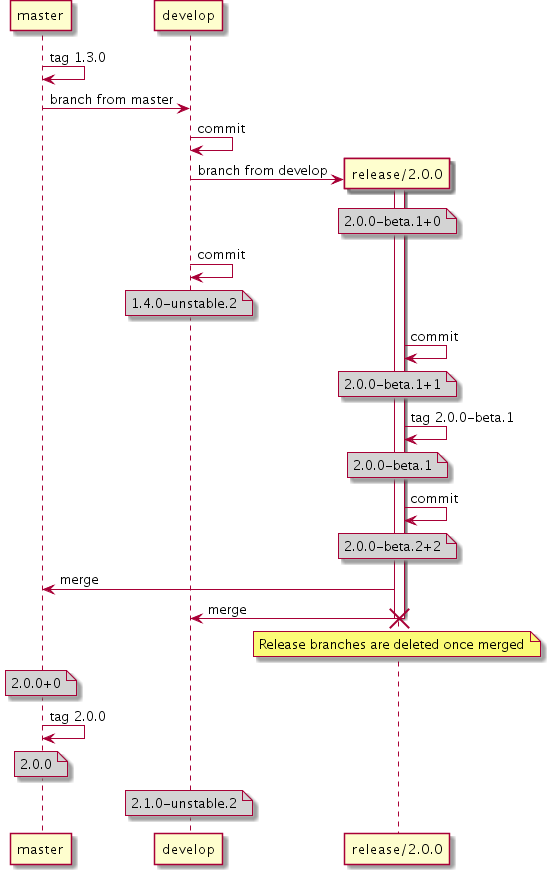 master
develop
tag 1.3.0
branch from master
commit
branch from develop
release/2.0.0
2.0.0-beta.1+0
commit
1.4.0-unstable.2
commit
2.0.0-beta.1+1
tag 2.0.0-beta.1
2.0.0-beta.1
commit
2.0.0-beta.2+2
merge
merge
Release branches are deleted once merged
2.0.0+0
tag 2.0.0
2.0.0
2.1.0-unstable.2
master
develop
release/2.0.0